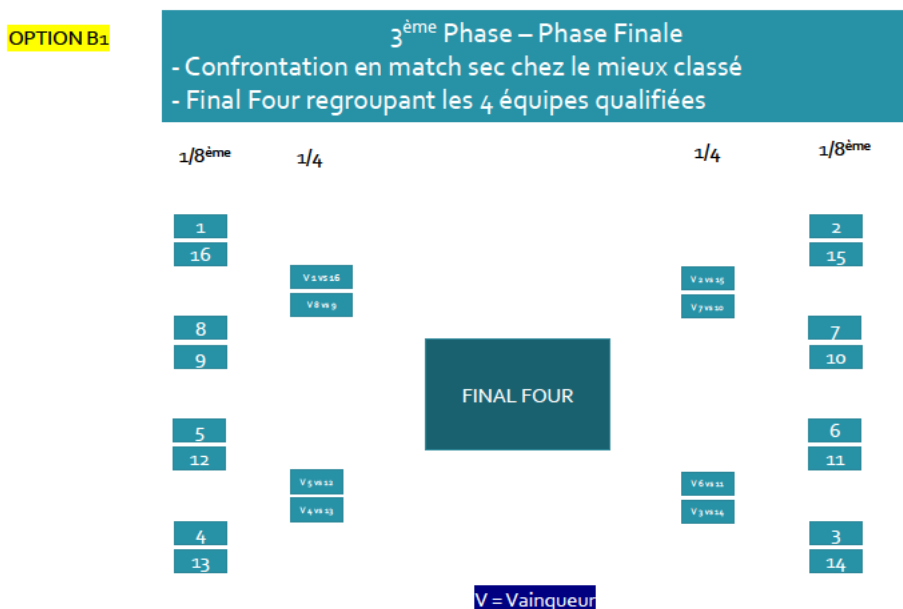 OPTION B1
3ème Phase – Phase Finale
- Confrontation en match sec chez le mieux classé
- Final Four regroupant les 4 équipes qualifiées
1/8ème
1/4
1/4
1/8ème
1
16
8
9
5
12
4
13
V 1 vs 16
V 8 vs 9
V 5 vs 12
V 4 vs 13
FINAL FOUR
V 2 vs 15
V 7 vs 10
V 6 vs 11
V 3 vs 14
2
15
7
10
6
11
3
14
V = Vainqueur